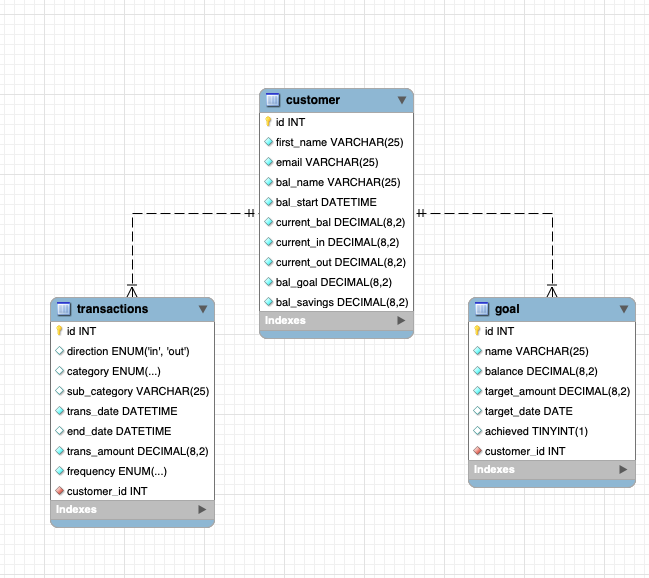 customer
id INT
first_name VARCHAR(25)
email VARCHAR(25)
bal_name VARCHAR(25)
bal_start DATETIME
current_bal DECIMAL(8,2)
current_in DECIMAL(8,2)
current_out DECIMAL(8,2)
bal_goal DECIMAL(8,2)
bal_savings DECIMAL(8,2)
Indexes
transactions
id INT
direction ENUM('in', 'out')
category ENUM(...)
sub_category VARCHAR(25)
trans_date DATETIME
end_date DATETIME
trans_amount DECIMAL(8,2)
frequency ENUM(...)
customer_id INT
Indexes
goal
id INT
name VARCHAR(25)
balance DECIMAL(8,2)
target_amount DECIMAL(8,2)
target_date DATE
achieved TINYINT(1)
customer_id INT
Indexes